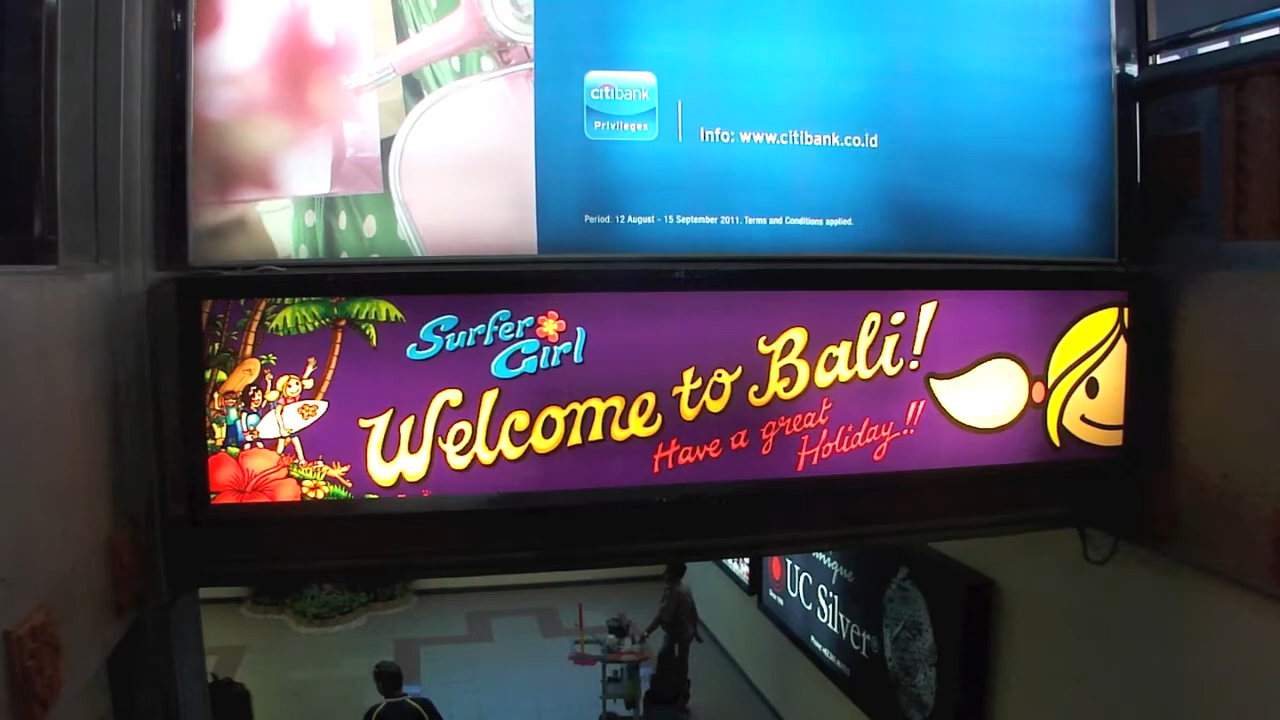 citibank
Privileges
Info: www.citibank.co.id
Period: 12 August - 15 September 2011. Terms and Conditions applied.
Surfer
Girl
Welcome to Bali!
Have a great
Holiday!!
UC Silver®